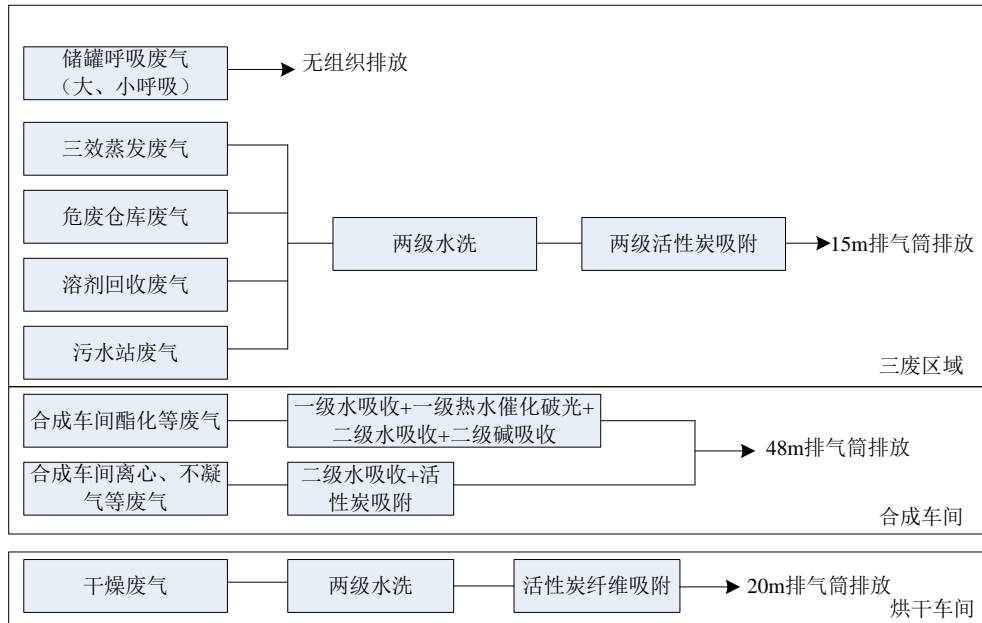 储罐呼吸废气
（大、小呼吸）
无组织排放
三效蒸发废气
危废仓库废气
溶剂回收废气
污水站废气
两级水洗
两级活性炭吸附
15m排气筒排放
三废区域
合成车间酯化等废气
一级水吸收+一级热水催化破光+
二级水吸收+二级碱吸收
合成车间离心、不凝
气等废气
二级水吸收+活
性炭吸附
48m排气筒排放
合成车间
干燥废气
两级水洗
活性炭纤维吸附
20m排气筒排放
烘干车间